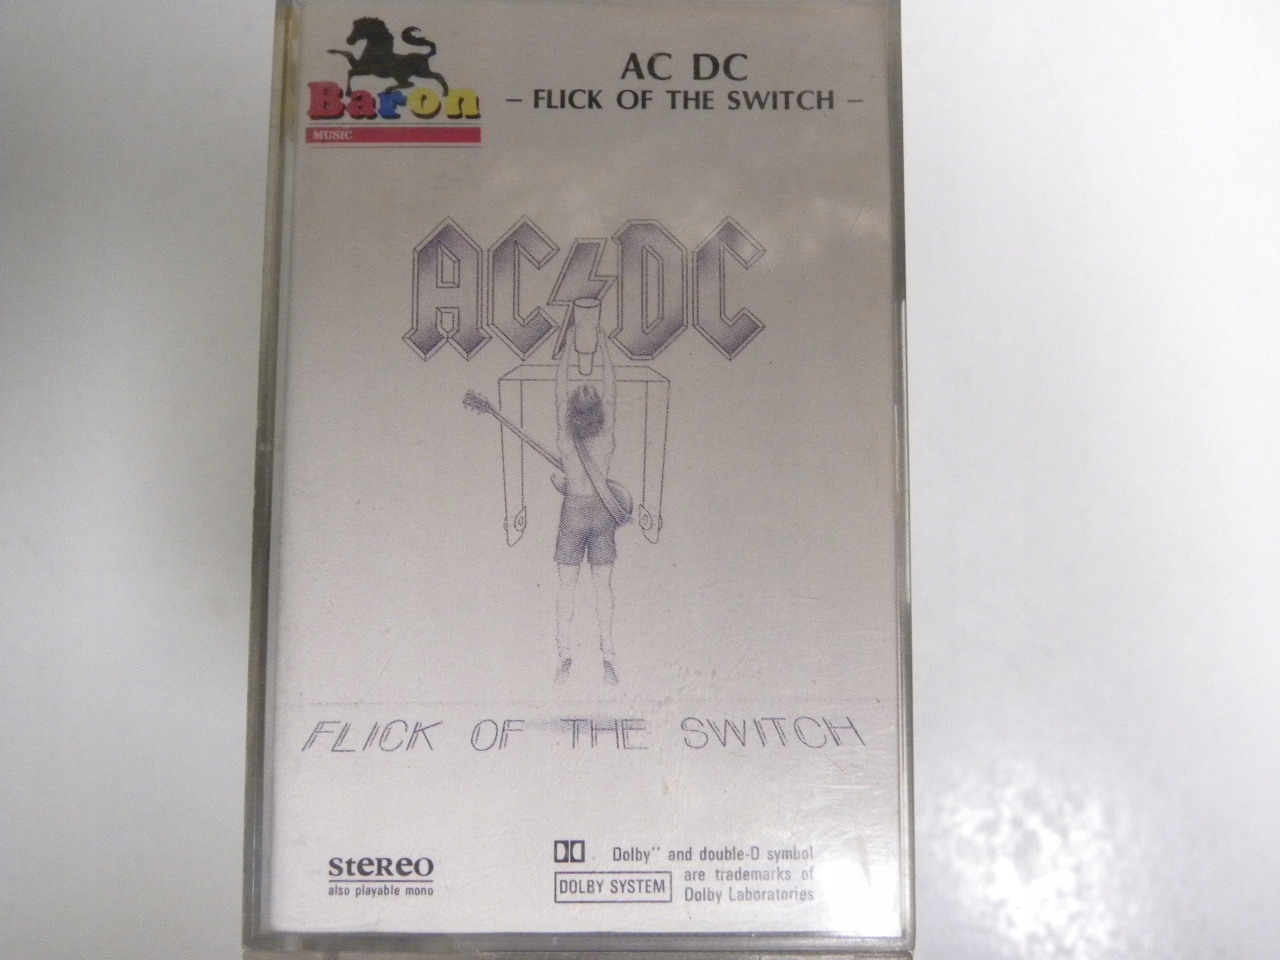 Baron
MUSIC
AC DC
– FLICK OF THE SWITCH –
AC DC
FLICK OF THE SWITCH
STEREO
also playable mono
DOLBY SYSTEM
Dolby" and double-D symbol
are trademarks of
Dolby Laboratories